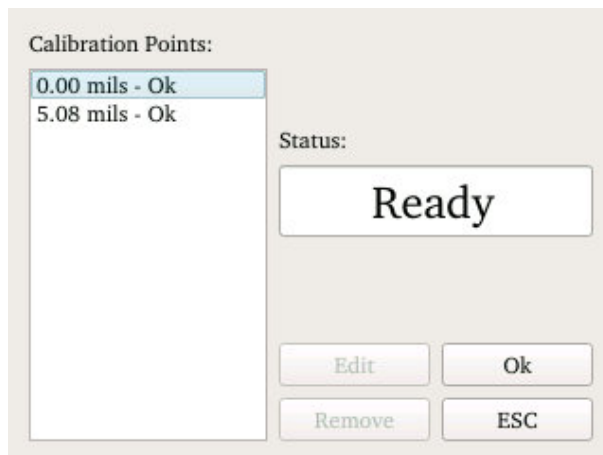 Calibration Points:
0.00 mils - Ok
5.08 mils - Ok
Status:
Ready
Edit
Ok
Remove
ESC